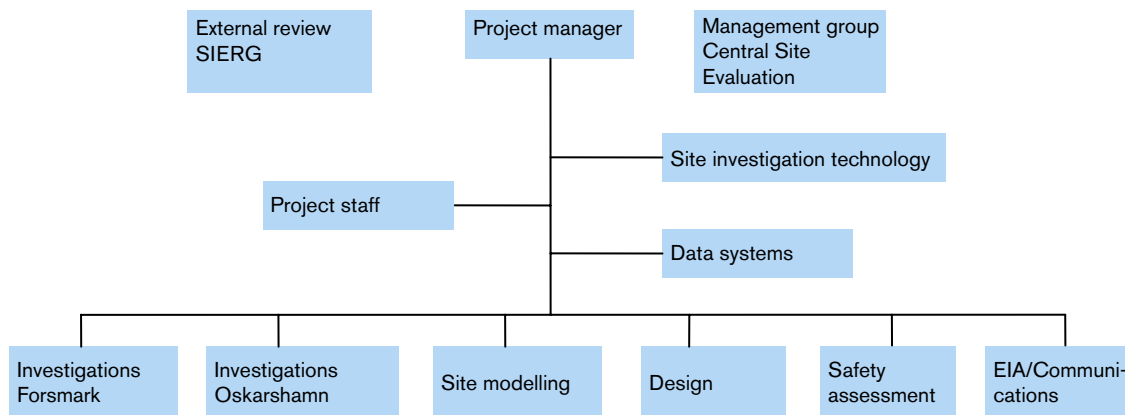 External review
SIERG
Project manager
Management group
Central Site
Evaluation
Site investigation technology
Project staff
Data systems
Investigations
Forsmark
Investigations
Oskarshamn
Site modelling
Design
Safety
assessment
EIA/Communi-
cations